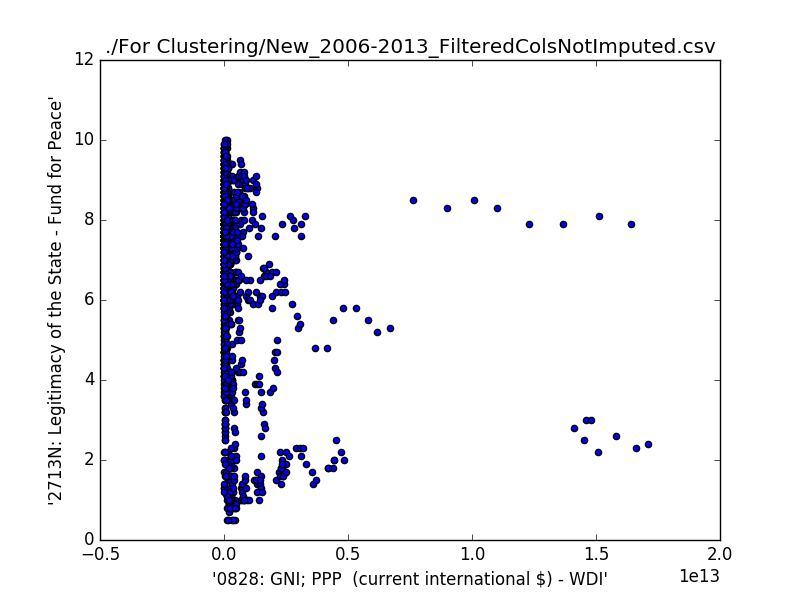 ./For Clustering/New_2006-2013_FilteredColsNotImputed.csv
12
10
8
6
4
2
0
'2713N: Legitimacy of the State - Fund for Peace'
−0.5 0.0 0.5 1.0 1.5 2.0
1e13
'0828: GNI; PPP  (current international $) - WDI'